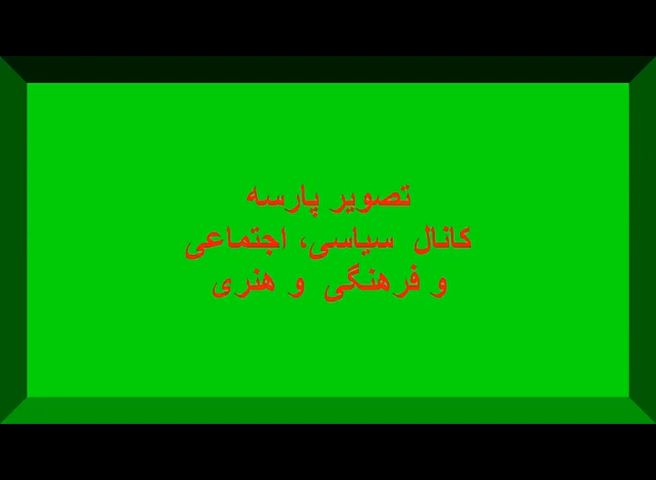 تصویر پارسه
کانال سیاسی، اجتماعی
و فرهنگی و هنری